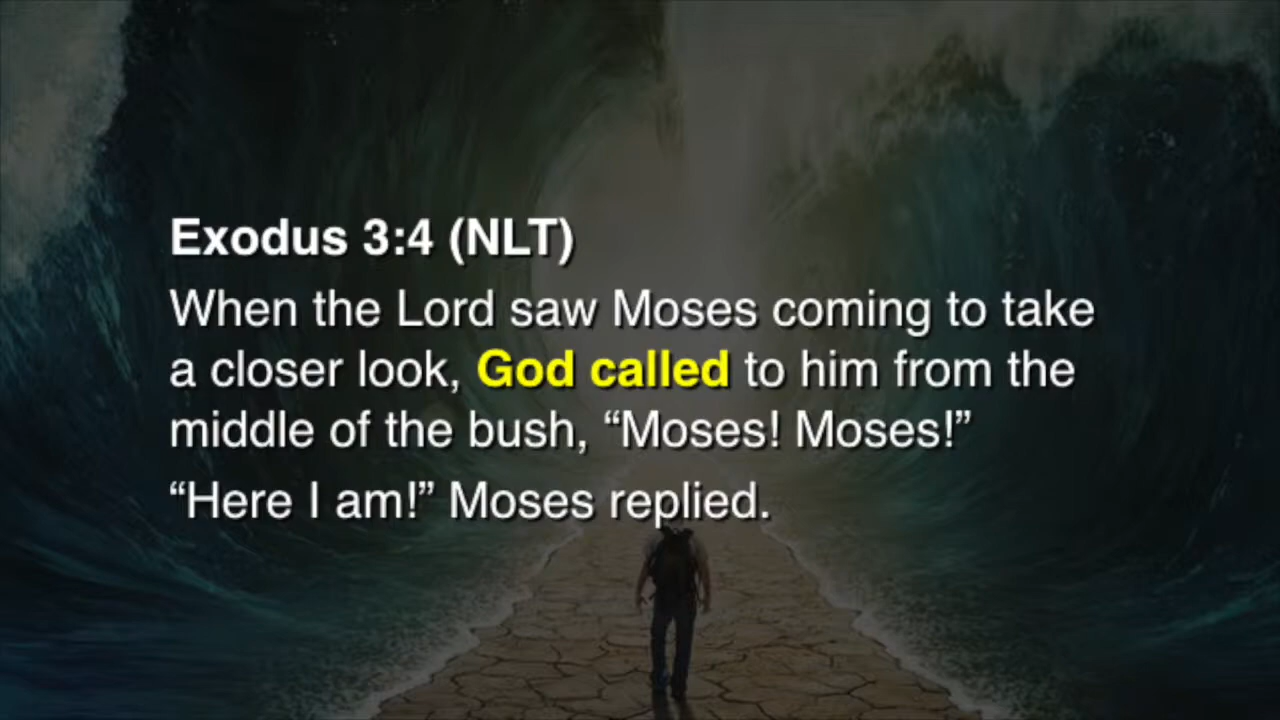 Exodus 3:4 (NLT)
When the Lord saw Moses coming to take
a closer look, God called to him from the
middle of the bush, “Moses! Moses!”
“Here I am!” Moses replied.